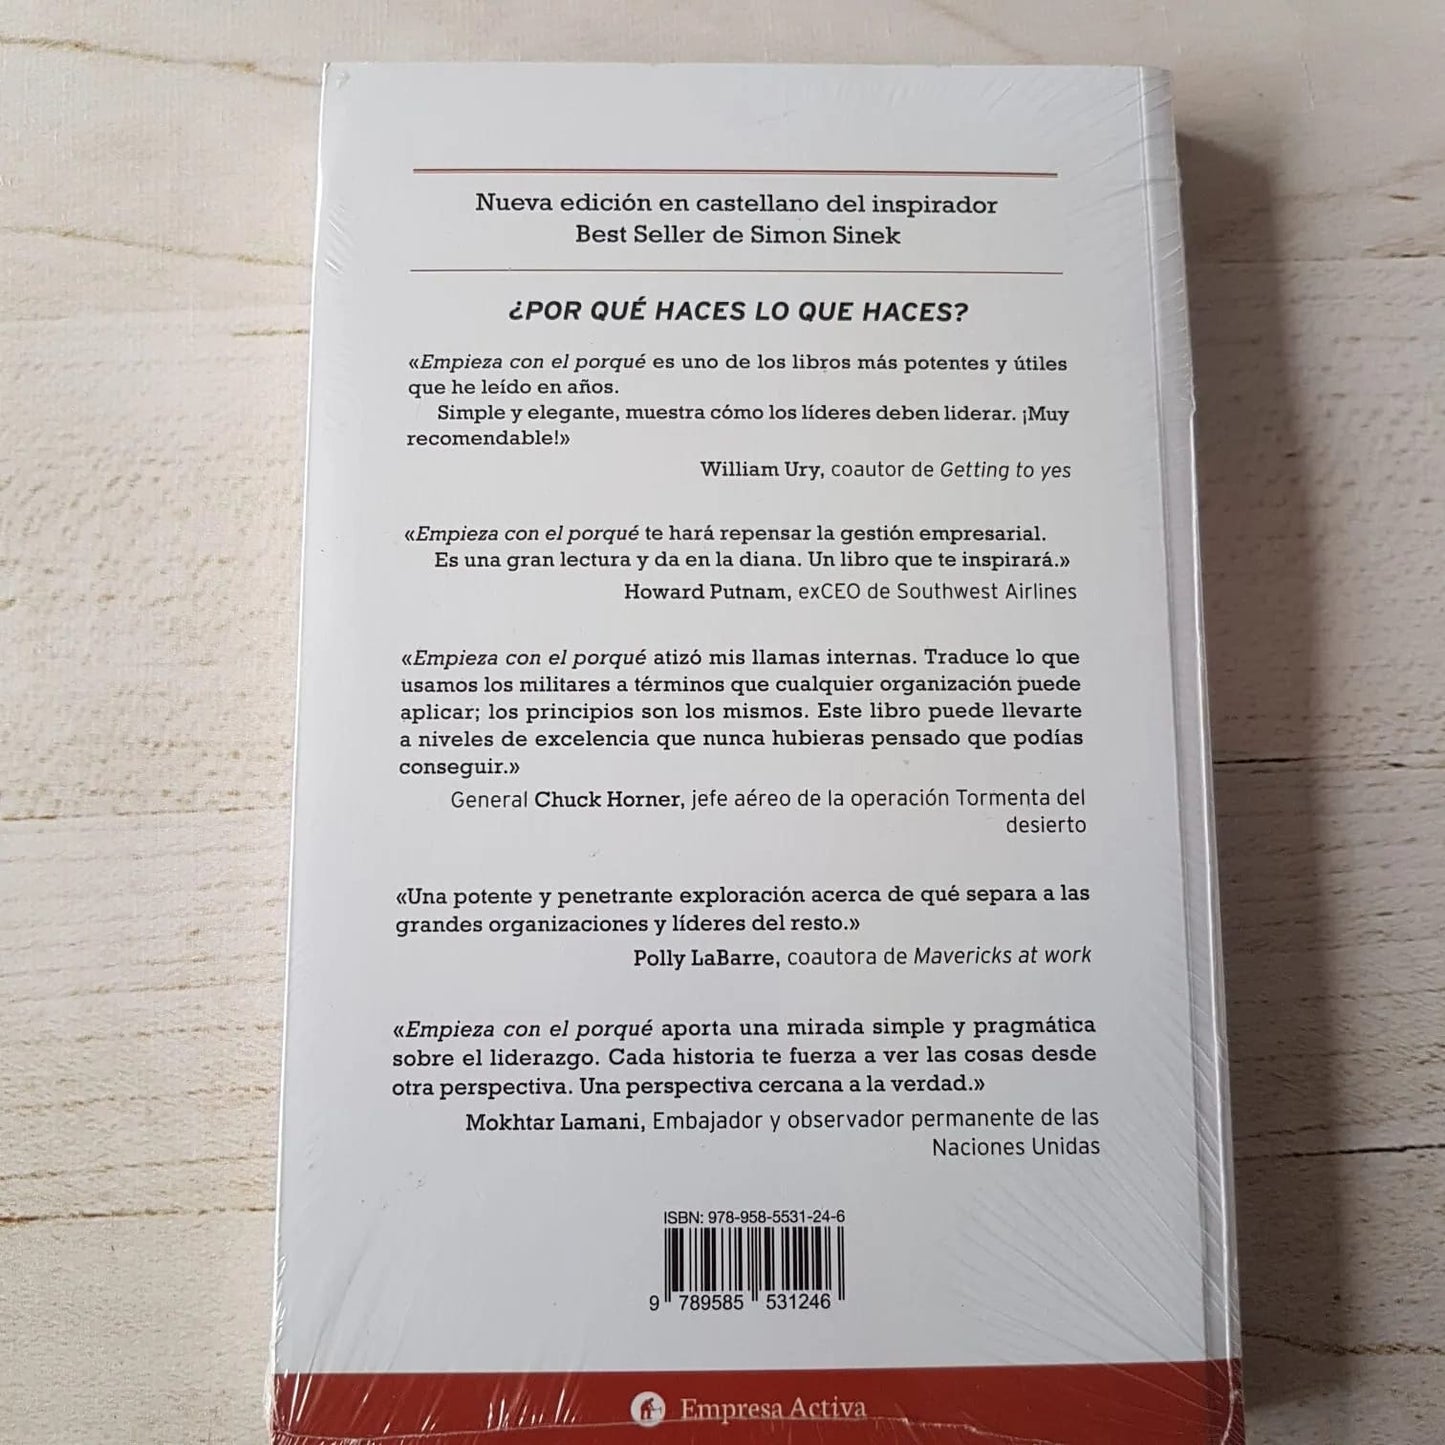 Nueva edición en castellano del inspirador
Best Seller de Simon Sinek
¿POR QUÉ HACES LO QUE HACES?
«Empieza con el porqué es uno de los libros más potentes y útiles
que he leído en años.
Simple y elegante, muestra cómo los líderes deben liderar. ¡Muy
recomendable!»
William Ury, coautor de Getting to yes
«Empieza con el porqué te hará repensar la gestión empresarial.
Es una gran lectura y da en la diana. Un libro que te inspirará.»
Howard Putnam, exCEO de Southwest Airlines
«Empieza con el porqué atizó mis llamas internas. Traduce lo que
usamos los militares a términos que cualquier organización puede
aplicar; los principios son los mismos. Este libro puede llevarte
a niveles de excelencia que nunca hubieras pensado que podías
conseguir.»
General Chuck Horner, jefe aéreo de la operación Tormenta del
desierto
«Una potente y penetrante exploración acerca de qué separa a las
grandes organizaciones y líderes del resto.»
Polly LaBarre, coautora de Mavericks at work
«Empieza con el porqué aporta una mirada simple y pragmática
sobre el liderazgo. Cada historia te fuerza a ver las cosas desde
otra perspectiva. Una perspectiva cercana a la verdad.»
Mokhtar Lamani, Embajador y observador permanente de las
Naciones Unidas
ISBN: 978-958-5531-24-6
9 789585 531246
Empresa Activa